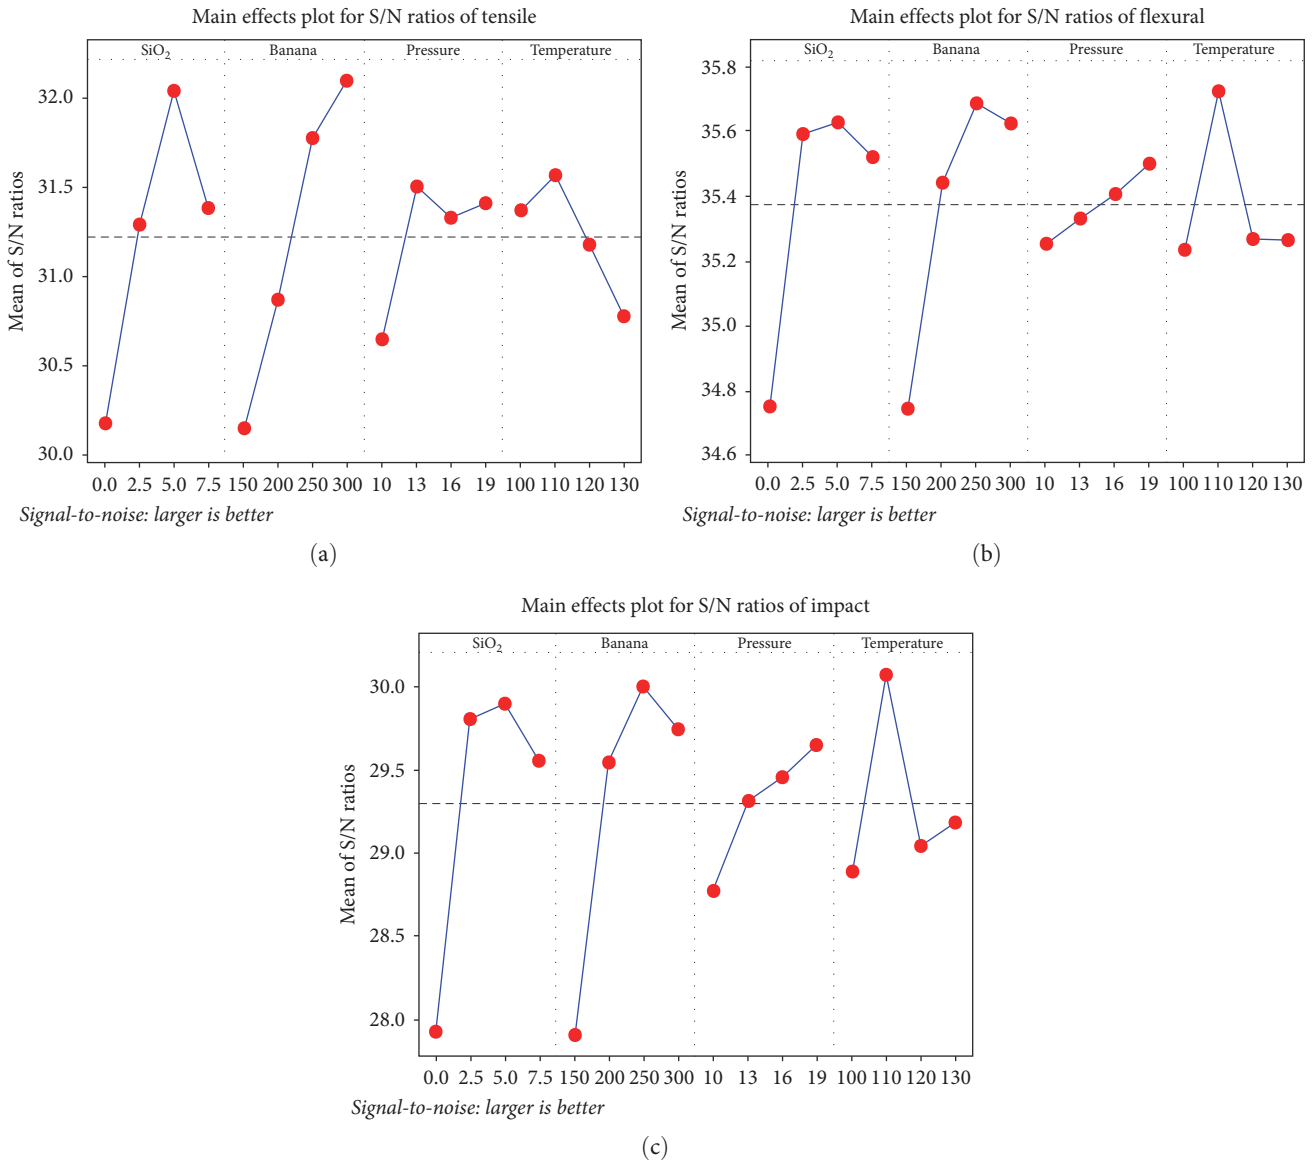 Main effects plot for S/N ratios of tensile
SiO₂ Banana Pressure Temperature
Mean of S/N ratios
32.0
31.5
31.0
30.5
30.0
0.0 2.5 5.0 7.5 150 200 250 300 10 13 16 19 100 110 120 130
Signal-to-noise: larger is better
(a)
Main effects plot for S/N ratios of flexural
SiO₂ Banana Pressure Temperature
Mean of S/N ratios
35.8
35.6
35.4
35.2
35.0
34.8
34.6
0.0 2.5 5.0 7.5 150 200 250 300 10 13 16 19 100 110 120 130
Signal-to-noise: larger is better
(b)
Main effects plot for S/N ratios of impact
SiO₂ Banana Pressure Temperature
Mean of S/N ratios
30.0
29.5
29.0
28.5
28.0
0.0 2.5 5.0 7.5 150 200 250 300 10 13 16 19 100 110 120 130
Signal-to-noise: larger is better
(c)